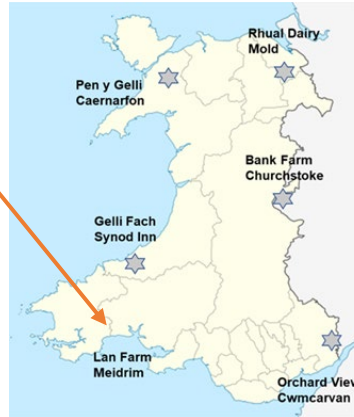 Rhual Dairy
Mold
Pen y Gelli
Caernarfon
Bank Farm
Churchstoke
Gelli Fach
Synod Inn
Lan Farm
Meidrim
Orchard View
Cwmcarvan